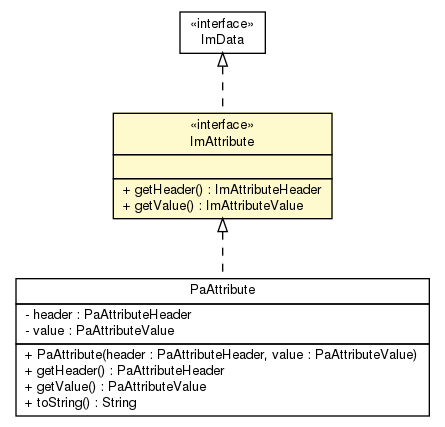 «interface»
ImData
«interface»
ImAttribute
+ getHeader() : ImAttributeHeader
+ getValue() : ImAttributeValue
PaAttribute
- header : PaAttributeHeader
- value : PaAttributeValue
+ PaAttribute(header : PaAttributeHeader, value : PaAttributeValue)
+ getHeader() : PaAttributeHeader
+ getValue() : PaAttributeValue
+ toString() : String